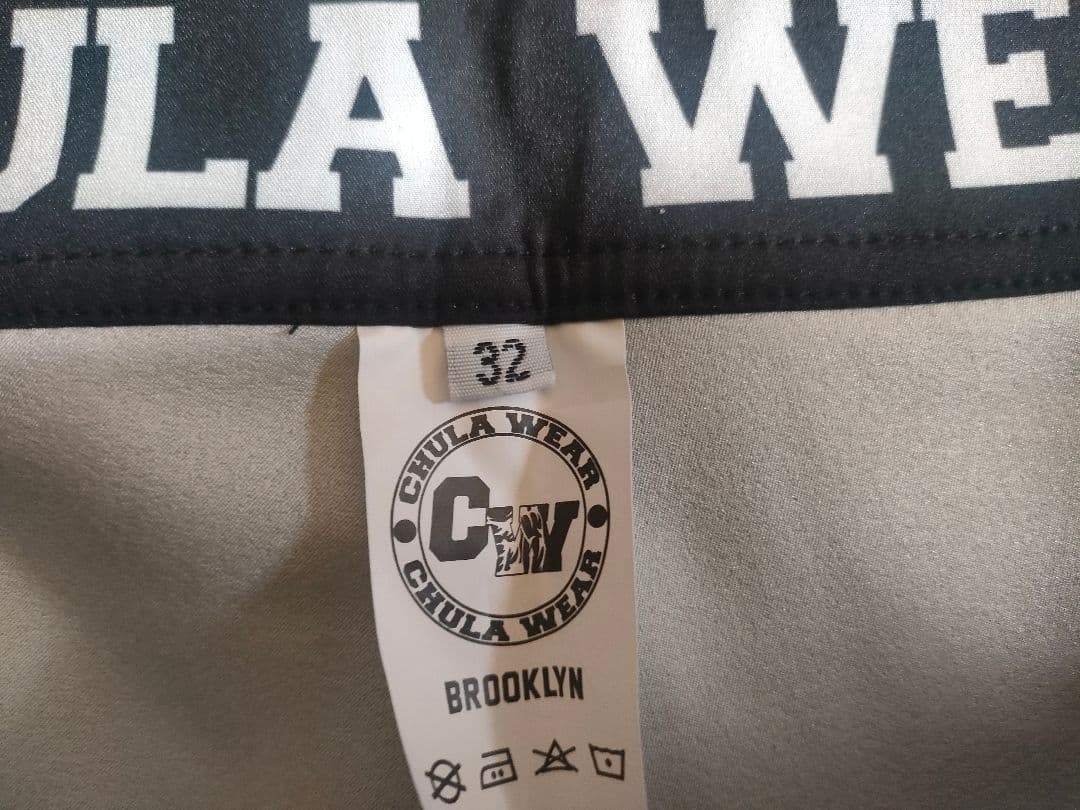 ULA WE
32
CHULA WEAR
CW
CHULA WEAR
BROOKLYN